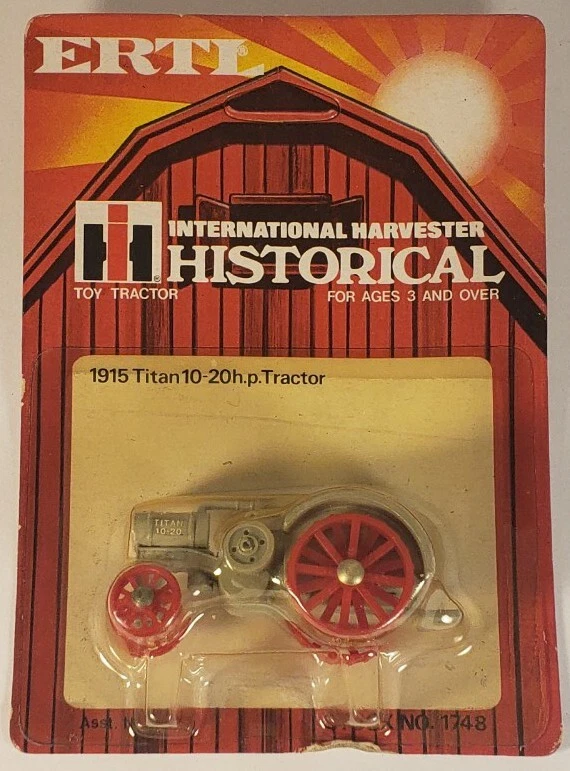 ERTL®
INTERNATIONAL HARVESTER
HISTORICAL
TOY TRACTOR
FOR AGES 3 AND OVER
1915 Titan 10-20h.p. Tractor
TITAN
10-20
Asst. NO. 1748